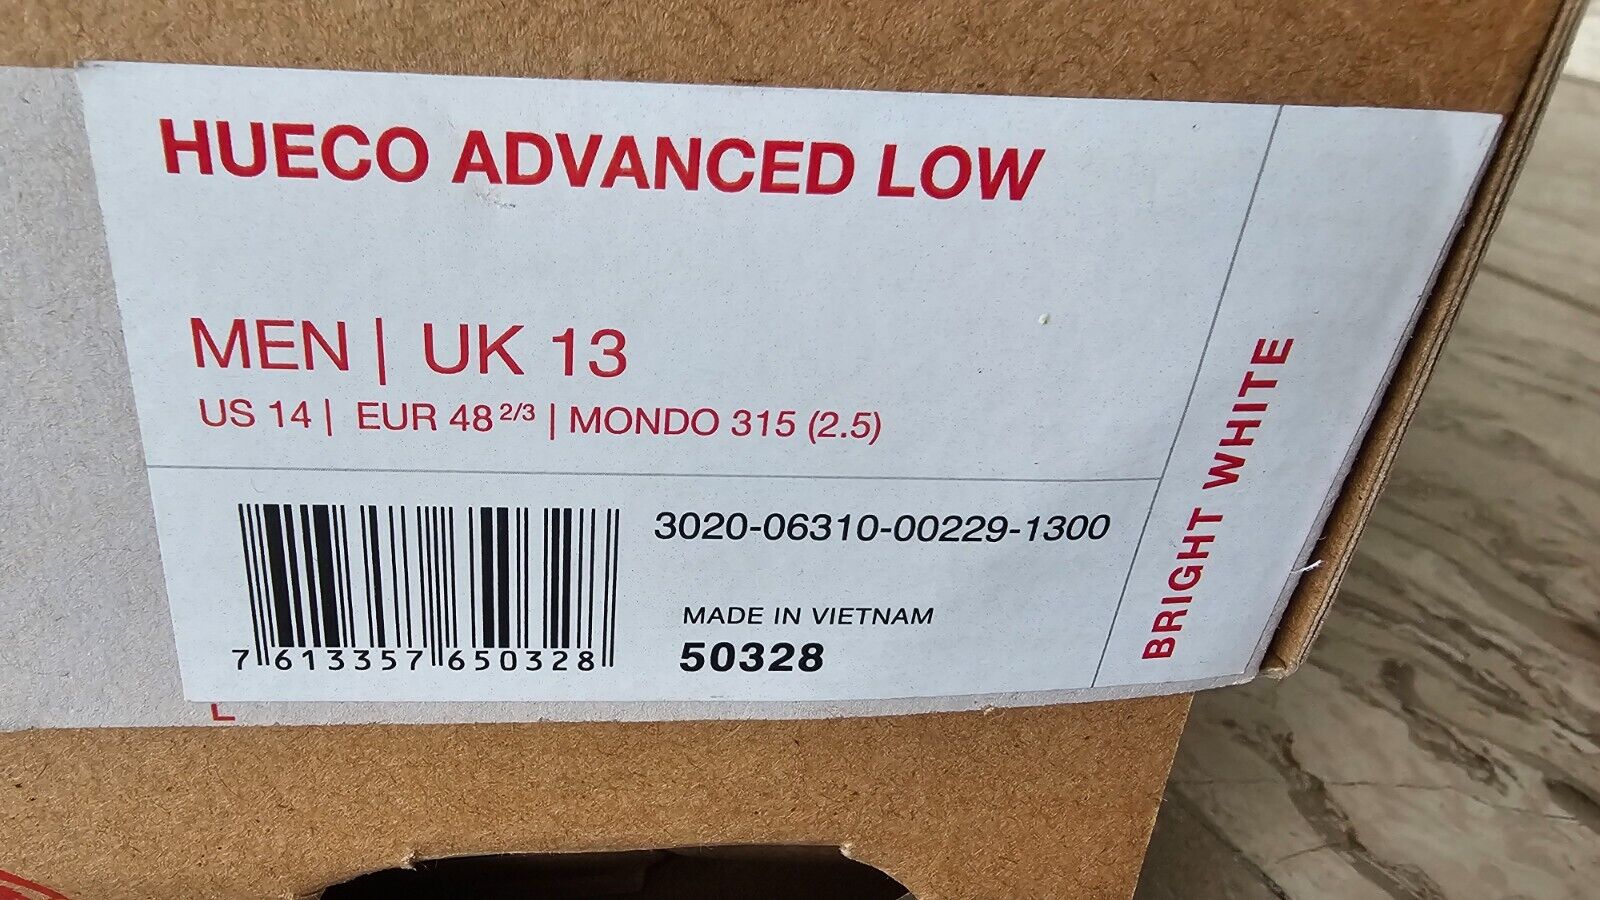 HUECO ADVANCED LOW
MEN | UK 13
US 14 | EUR 48 2/3 | MONDO 315 (2.5)
3020-06310-00229-1300
MADE IN VIETNAM
50328
7 613357 650328
BRIGHT WHITE
L